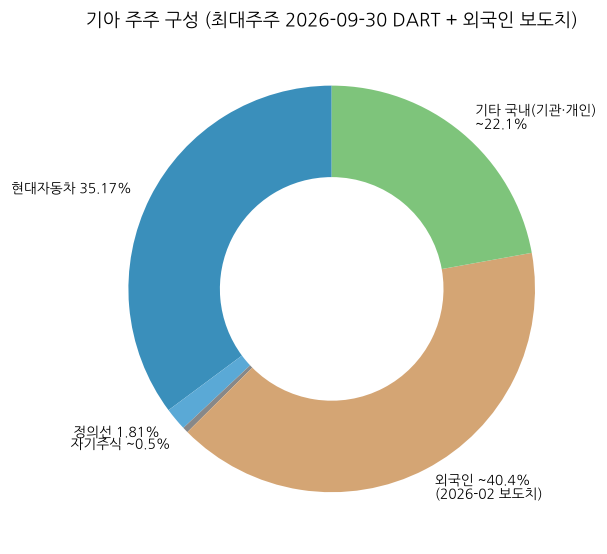 기아 주주 구성 (최대주주 2026-09-30 DART + 외국인 보도치)
기타 국내(기관·개인)
~22.1%
현대자동차 35.17%
정의선 1.81%
자기주식 ~0.5%
외국인 ~40.4%
(2026-02 보도치)